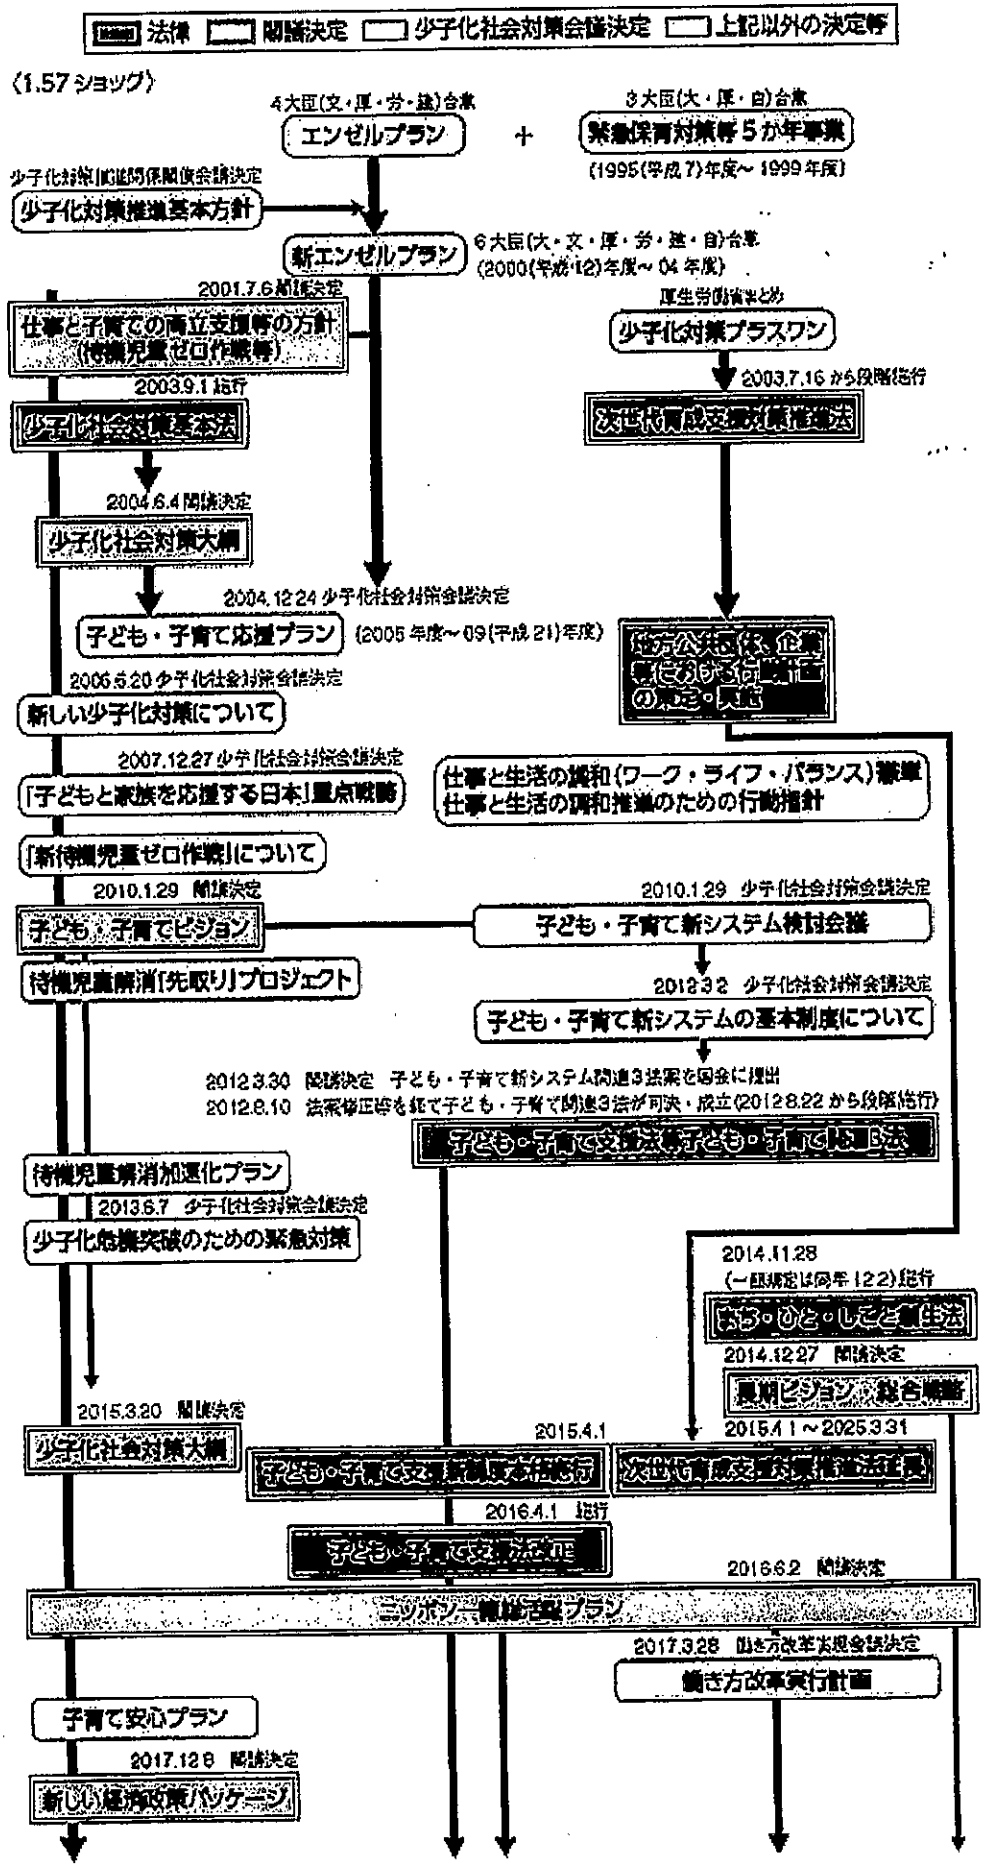 法律 閣議決定 少子化社会対策会議決定 上記以外の決定等
〈1.57ショック〉
4大臣(文・厚・労・建)合意
エンゼルプラン
+
3大臣(大・厚・自)合意
緊急保育対策等5か年事業
(1995(平成7)年度～1999年度)
少子化対策推進関係閣僚会議決定
少子化対策推進基本方針
新エンゼルプラン
6大臣(大・文・厚・労・建・自)合意
(2000(平成12)年度～04年度)
2001.7.6閣議決定
仕事と子育ての両立支援等の方針
(待機児童ゼロ作戦等)
厚生労働省まとめ
少子化対策プラスワン
2003.7.16から段階施行
次世代育成支援対策推進法
2003.9.1施行
少子化社会対策基本法
2004.6.4閣議決定
少子化社会対策大綱
2004.12.24少子化社会対策会議決定
子ども・子育て応援プラン
(2005年度～09(平成21)年度)
地方公共団体、企業
等における行動計画
の策定・実施
2006.6.20少子化社会対策会議決定
新しい少子化対策について
2007.12.27少子化社会対策会議決定
「子どもと家族を応援する日本」重点戦略
仕事と生活の調和(ワーク・ライフ・バランス)憲章
仕事と生活の調和推進のための行動指針
「新待機児童ゼロ作戦」について
2010.1.29 閣議決定
子ども・子育てビジョン
2010.1.29 少子化社会対策会議決定
子ども・子育て新システム検討会議
待機児童解消「先取り」プロジェクト
2012.3.2 少子化社会対策会議決定
子ども・子育て新システムの基本制度について
2012.3.30 閣議決定 子ども・子育て新システム関連3法案を国会に提出
2012.8.10 法案修正等を経て子ども・子育て関連3法が可決・成立(2012.8.22から段階施行)
子ども・子育て支援法等子ども・子育て関連3法
待機児童解消加速化プラン
2013.6.7 少子化社会対策会議決定
少子化危機突破のための緊急対策
2014.11.28
(一部規定は同年12.2)施行
まち・ひと・しごと創生法
2014.12.27 閣議決定
長期ビジョン・総合戦略
2015.3.20 閣議決定
少子化社会対策大綱
2015.4.1
子ども・子育て支援新制度本格施行
2015.4.1～2025.3.31
次世代育成支援対策推進法延長
2016.4.1 施行
子ども・子育て支援法改正
2016.6.2 閣議決定
ニッポン一億総活躍プラン
2017.3.28 働き方改革実現会議決定
働き方改革実行計画
子育て安心プラン
2017.12.8 閣議決定
新しい経済政策パッケージ